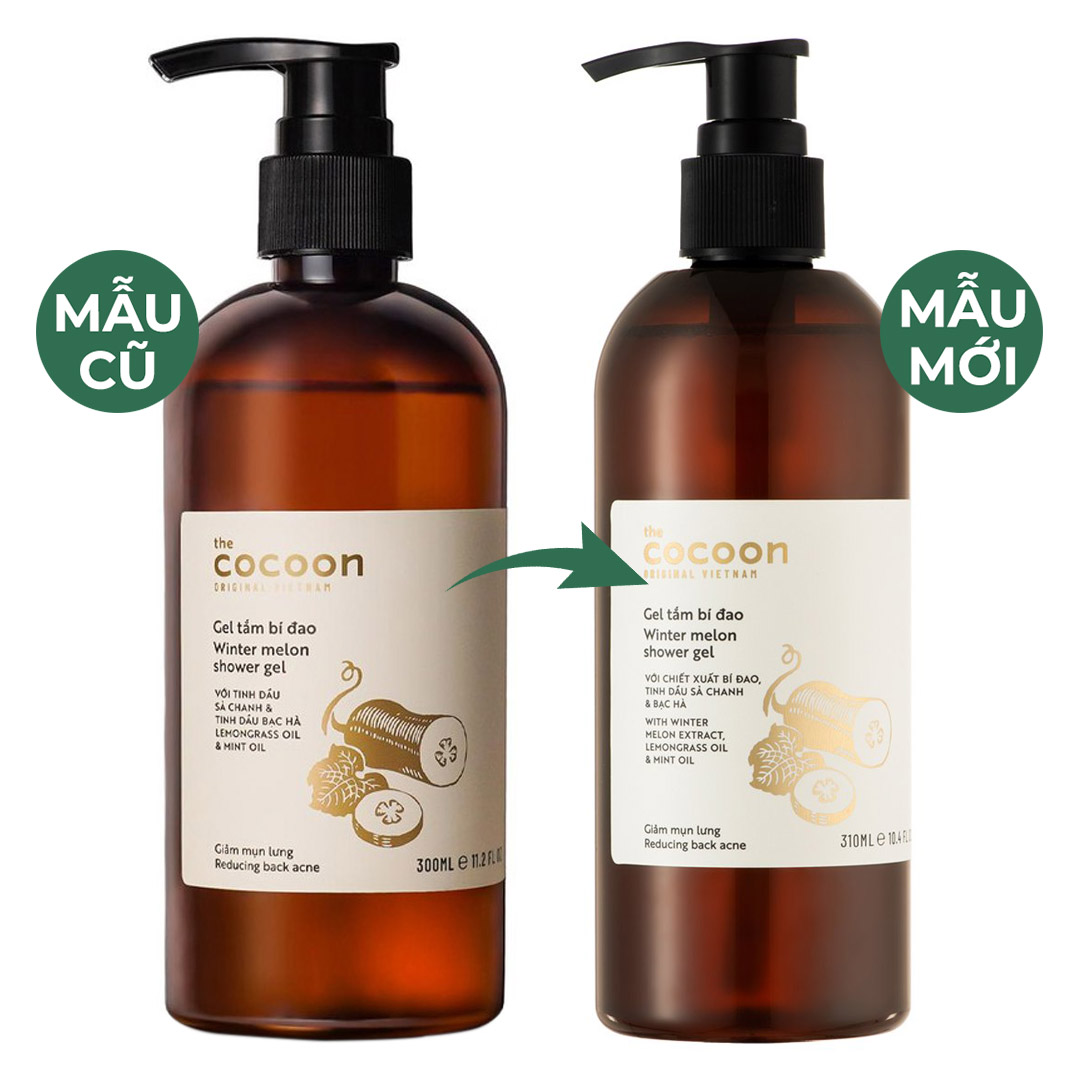 MẪU
CŨ
the
cocoon
ORIGINAL VIETNAM
Gel tắm bí đao
Winter melon
shower gel
VỚI TINH DẦU
SẢ CHANH &
TINH DẦU BẠC HÀ
LEMONGRASS OIL
& MINT OIL
Giảm mụn lưng
Reducing back acne
300ML ℮ 11.2 FL OZ
MẪU
MỚI
the
cocoon
ORIGINAL VIETNAM
Gel tắm bí đao
Winter melon
shower gel
VỚI CHIẾT XUẤT BÍ ĐAO,
TINH DẦU SẢ CHANH
& BẠC HÀ
WITH WINTER
MELON EXTRACT,
LEMONGRASS OIL
& MINT OIL
Giảm mụn lưng
Reducing back acne
310ML ℮ 10.4 FL